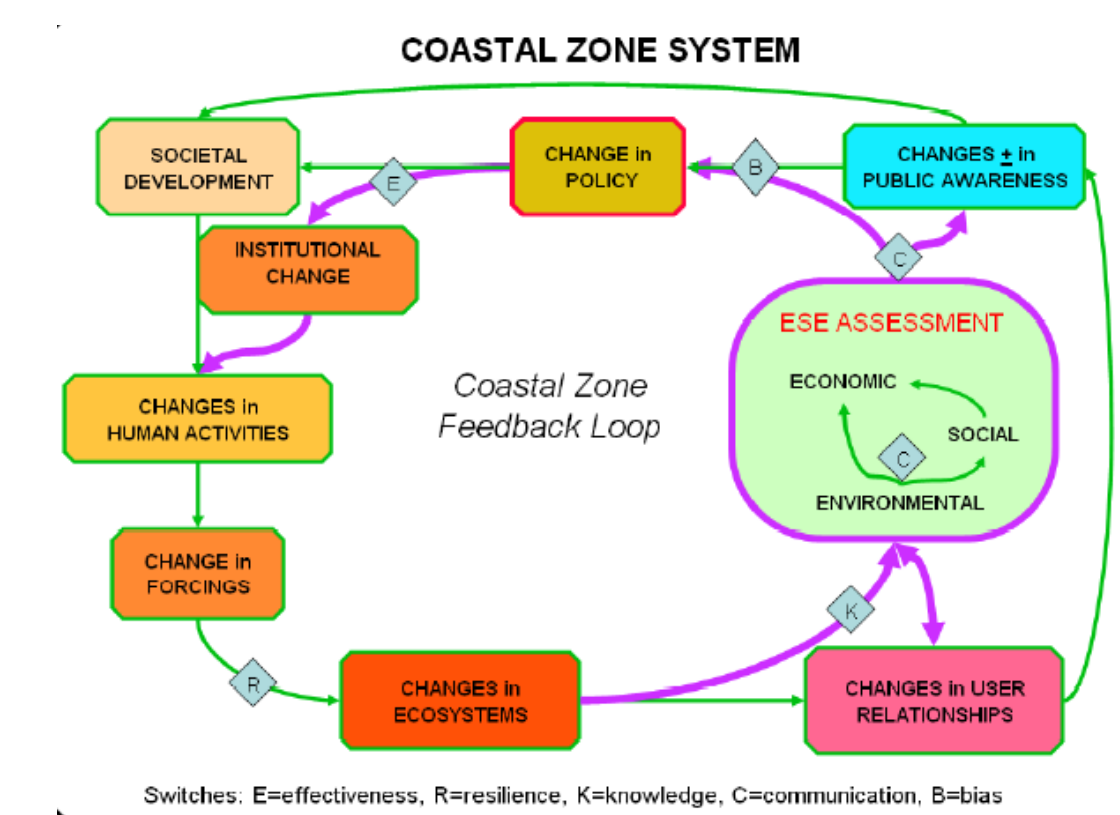 COASTAL ZONE SYSTEM
SOCIETAL
DEVELOPMENT
E
CHANGE in
POLICY
B
CHANGES ± in
PUBLIC AWARENESS
INSTITUTIONAL
CHANGE
C
ESE ASSESSMENT
ECONOMIC
SOCIAL
C
ENVIRONMENTAL
Coastal Zone
Feedback Loop
CHANGES in
HUMAN ACTIVITIES
CHANGE in
FORCINGS
R
K
CHANGES in
ECOSYSTEMS
CHANGES in USER
RELATIONSHIPS
Switches: E=effectiveness, R=resilience, K=knowledge, C=communication, B=bias